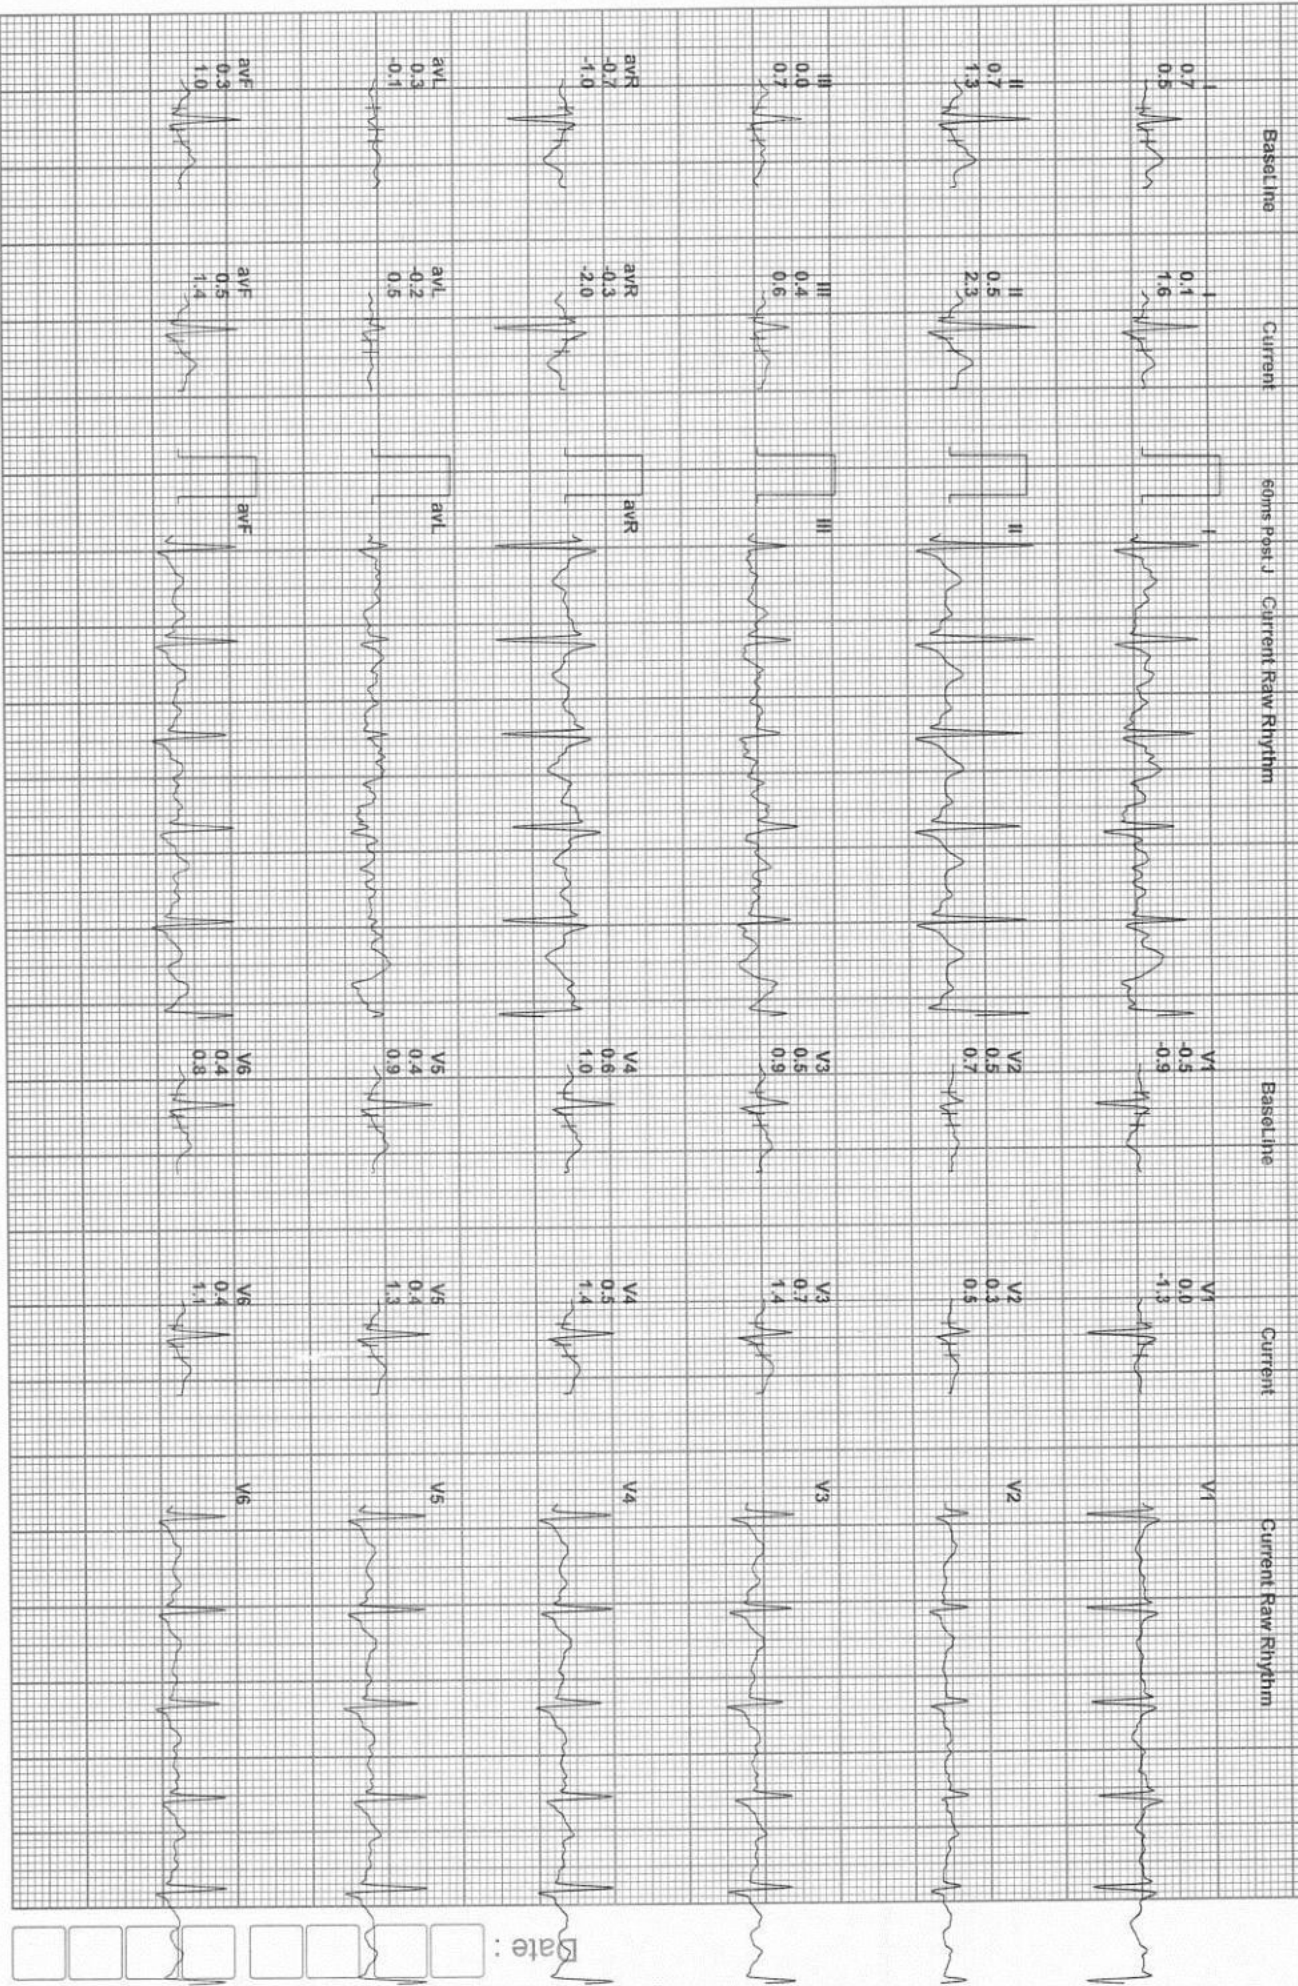 BaseLine Current 60ms Post J Current Raw Rhythm BaseLine Current Current Raw Rhythm
I I I V1 V1 V1
0.7 0.1 -0.5 0.0
0.5 1.6 -0.9 -1.3
II II II V2 V2 V2
0.7 0.5 0.5 0.3
1.3 2.3 0.7 0.5
III III III V3 V3 V3
0.0 0.4 0.5 0.7
0.7 0.6 0.9 1.4
avR avR avR V4 V4 V4
-0.7 -0.3 0.6 0.5
-1.0 -2.0 1.0 1.4
avL avL avL V5 V5 V5
0.3 -0.2 0.4 0.4
-0.1 0.5 0.9 1.3
avF avF avF V6 V6 V6
0.3 0.5 0.4 0.4
1.0 1.4 0.8 1.1
Date :